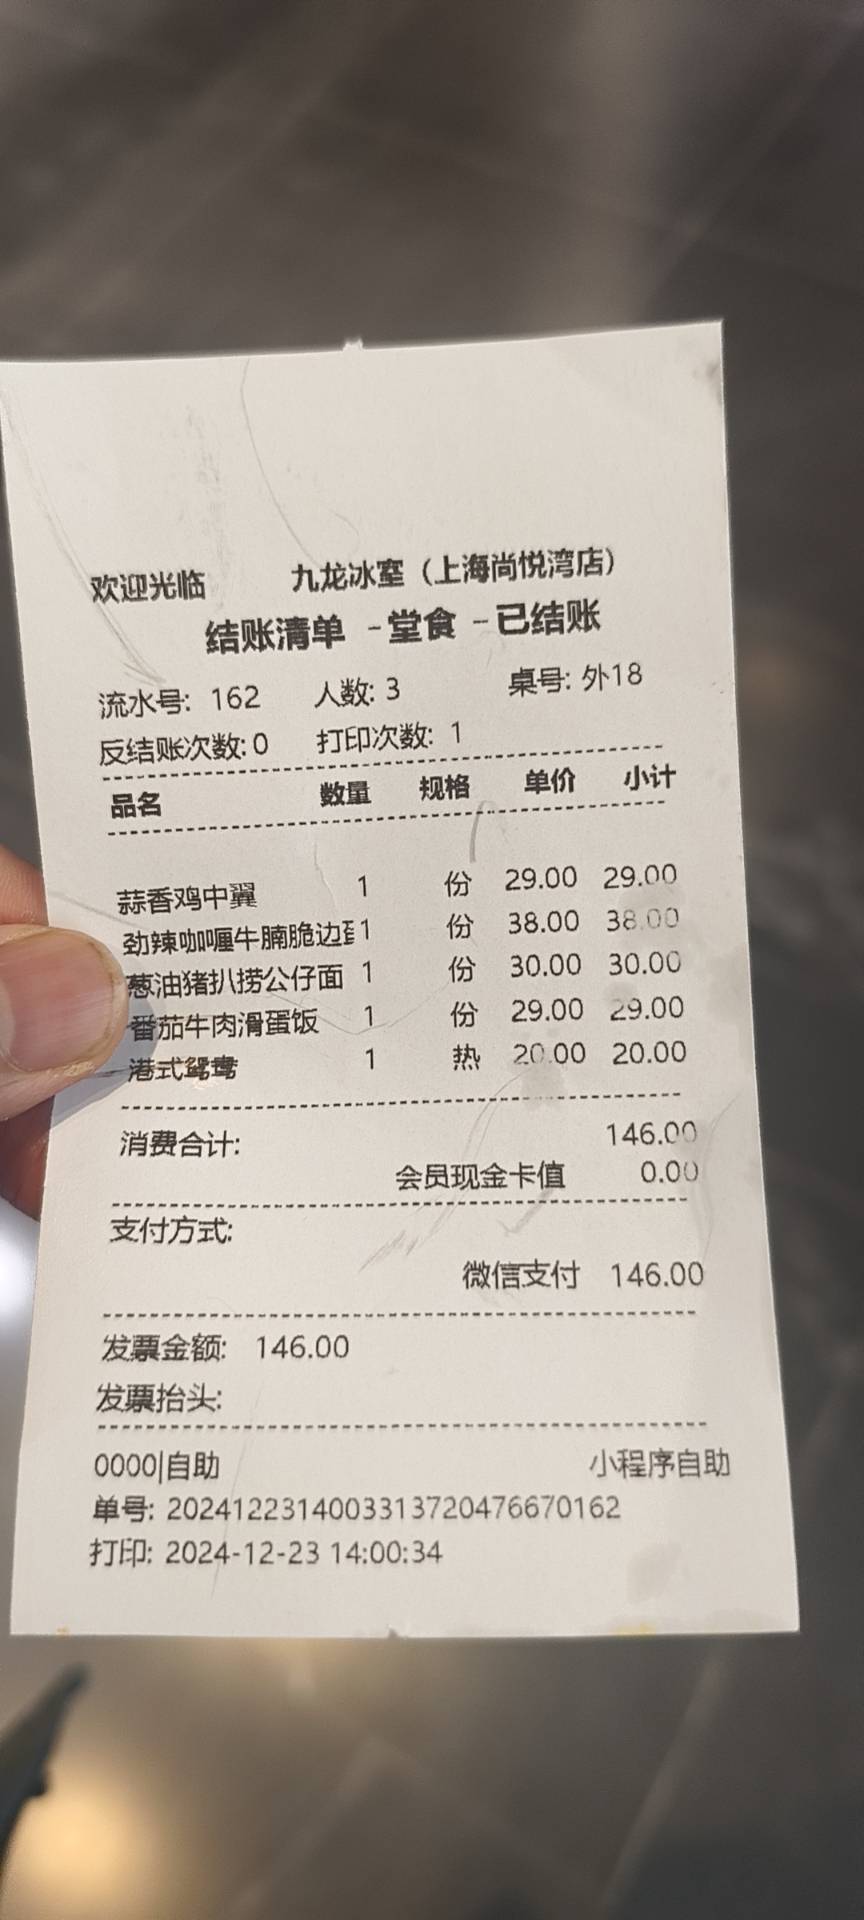 欢迎光临 九龙冰室（上海尚悦湾店）
结账清单 -堂食 -已结账
流水号: 162 人数: 3 桌号: 外18
反结账次数: 0 打印次数: 1
品名 数量 规格 单价 小计
蒜香鸡中翼 1 份 29.00 29.00
劲辣咖喱牛腩脆边 1 份 38.00 38.00
葱油猪扒捞公仔面 1 份 30.00 30.00
番茄牛肉滑蛋饭 1 份 29.00 29.00
港式鸳鸯 1 热 20.00 20.00
消费合计: 146.00
会员现金卡值 0.00
支付方式:
微信支付 146.00
发票金额: 146.00
发票抬头:
0000|自助 小程序自助
单号: 2024122314003313720476670162
打印: 2024-12-23 14:00:34